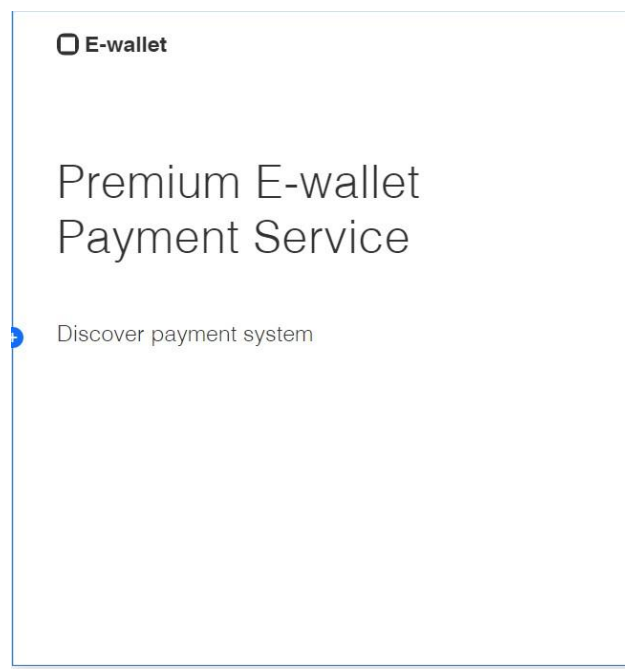 E-wallet
Premium E-wallet
Payment Service
Discover payment system